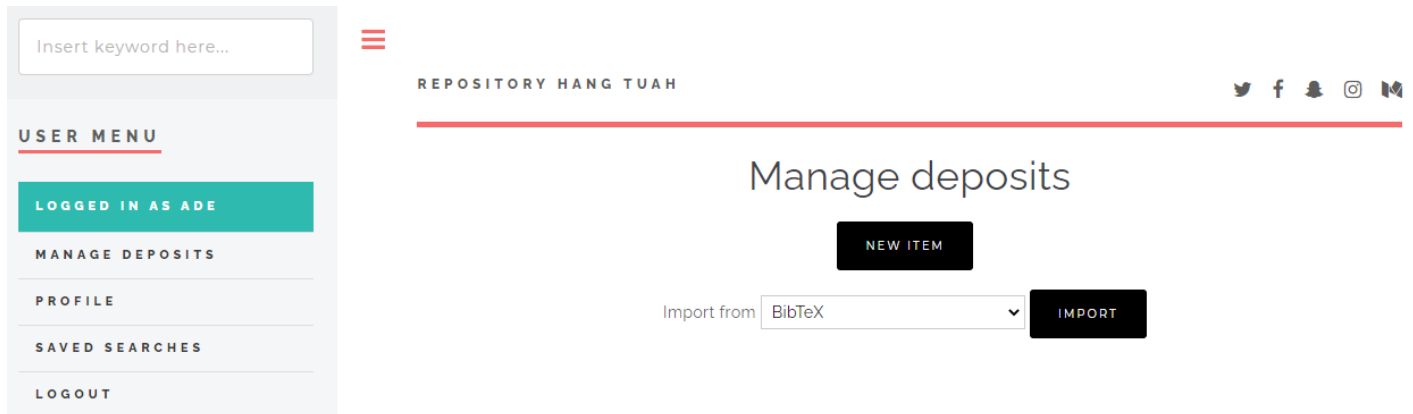 Insert keyword here...
USER MENU
LOGGED IN AS ADE
MANAGE DEPOSITS
PROFILE
SAVED SEARCHES
LOGOUT
REPOSITORY HANG TUAH
Manage deposits
NEW ITEM
Import from BibTeX IMPORT